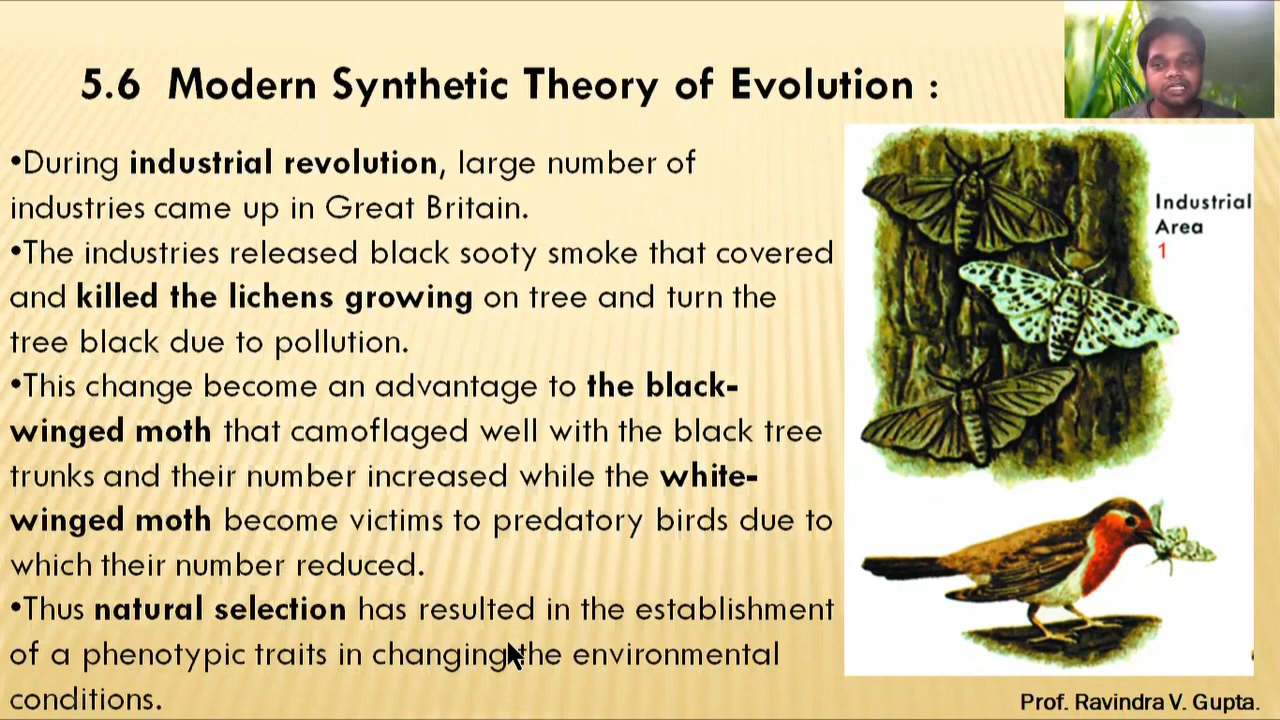 5.6 Modern Synthetic Theory of Evolution :
•During industrial revolution, large number of
industries came up in Great Britain.
•The industries released black sooty smoke that covered
and killed the lichens growing on tree and turn the
tree black due to pollution.
•This change become an advantage to the black-
winged moth that camoflaged well with the black tree
trunks and their number increased while the white-
winged moth become victims to predatory birds due to
which their number reduced.
•Thus natural selection has resulted in the establishment
of a phenotypic traits in changing the environmental
conditions.
Industrial
Area
1
Prof. Ravindra V. Gupta.